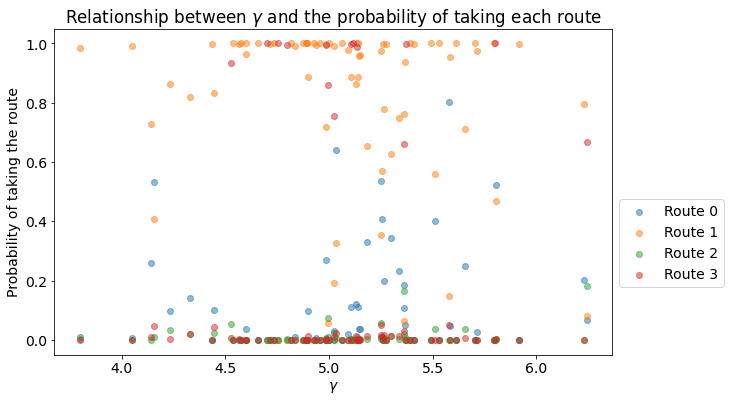 Relationship between γ and the probability of taking each route
Probability of taking the route
1.0
0.8
0.6
0.4
0.2
0.0
4.0 4.5 5.0 5.5 6.0
γ
Route 0
Route 1
Route 2
Route 3